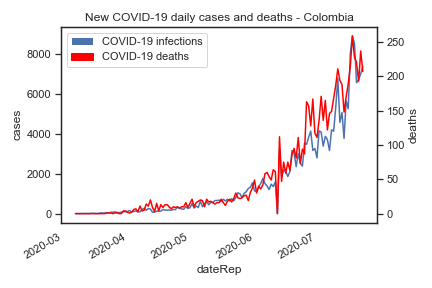 New COVID-19 daily cases and deaths - Colombia
COVID-19 infections
COVID-19 deaths
8000
6000
4000
2000
0
cases
250
200
150
100
50
0
deaths
2020-03
2020-04
2020-05
2020-06
2020-07
dateRep